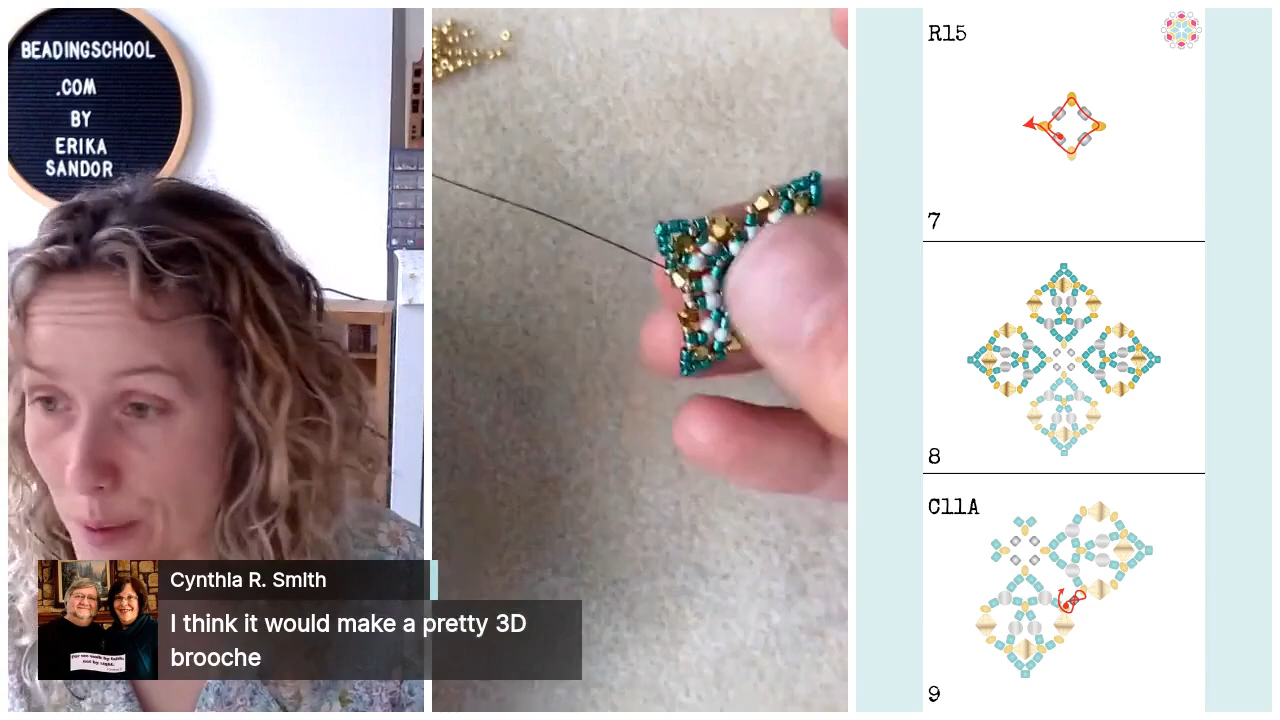 BEADINGSCHOOL
.COM
BY
ERIKA
SANDOR
Cynthia R. Smith
I think it would make a pretty 3D
brooche
R15
7
8
C11A
9